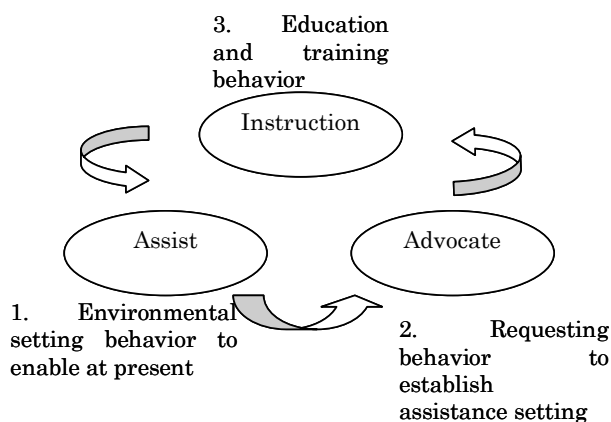 3. Education
and training
behavior
Instruction
Assist
Advocate
1. Environmental
setting behavior to
enable at present
2. Requesting
behavior to
establish
assistance setting